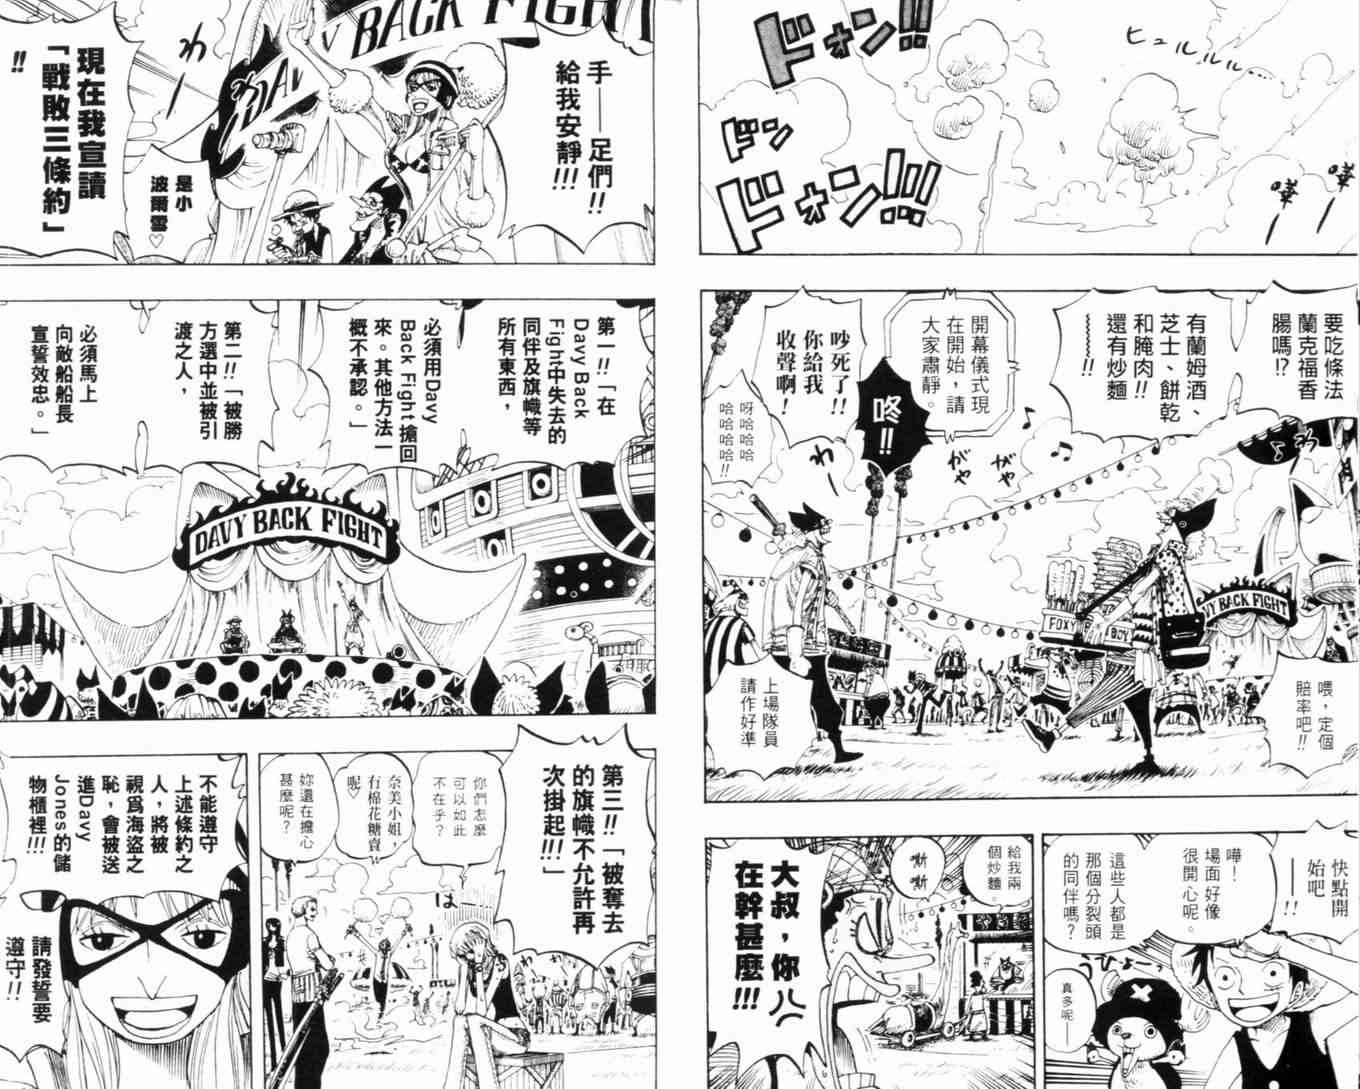 ヒュルルル…
ドォン!!
ドン
ドォン!!!
嘩
嘩
要吃條法
蘭克福香
腸嗎!?
有蘭姆酒、
芝士、餅乾
和腌肉!!
還有炒麵
~~~~!!
開幕儀式現
在開始，請
大家肅靜。
吵死了!!
你給我
收聲啊!
咚!!
呀哈哈哈
哈哈哈哈!!
わー
がやがや
FOXY
BOY
DAVY BACK FIGHT
喂，定個
賠率吧!!
上場隊員
請作好準
快點開
始吧
——!!
嘩!
場面好像
很開心呢。
這些人都是
那個分裂頭
的同伴嗎?
うひょーっ
真多呢—
給我兩
個炒麵。
嘶
嘶
大叔，你
在幹甚麼!!!
BACK FIGHT
手——足們!!
給我安靜!!!
わーー
是小
波爾雪♡
現在我宣讀
「戰敗三條約」
!!
第一!!「在
Davy Back
Fight中失去的
同伴及旗幟等
所有東西，
必須用Davy
Back Fight搶回
來。其他方法一
概不承認。」
第二!!「被勝
方選中並被引
渡之人，
必須馬上
向敵船船長
宣誓效忠。」
DAVY BACK FIGHT
第三!!「被奪去
的旗幟不允許再
次掛起!!!」
你們怎麼
可以如此
不在乎?
奈美小姐，
有棉花糖賣
呢♡
妳還在擔心
甚麼呢?
はー
不能遵守
上述條約之
人，將被
視爲海盜之
恥，會被送
進Davy
Jones的儲
物櫃裡!!!
請發誓要
遵守!!